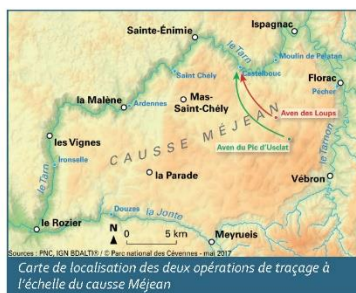 Ispagnac
Sainte-Énimie
le Tarn
Moulin de Pelatan
Castelbouc
Florac
Saint Chély
Pêcher
Mas-
Saint-Chély
la Malène
Ardennes
Aven des Loups
CAUSSE MÉJEAN
les Vignes
Aven du Pic d'Usclat
le Tarnon
Ironselle
le Tarn
la Parade
Vébron
Douzes
la Jonte
le Rozier
N
0 5 km
Meyrueis
Sources : PNC, IGN BDALTI® / © Parc national des Cévennes - mai 2017
Carte de localisation des deux opérations de traçage à
l'échelle du causse Méjean